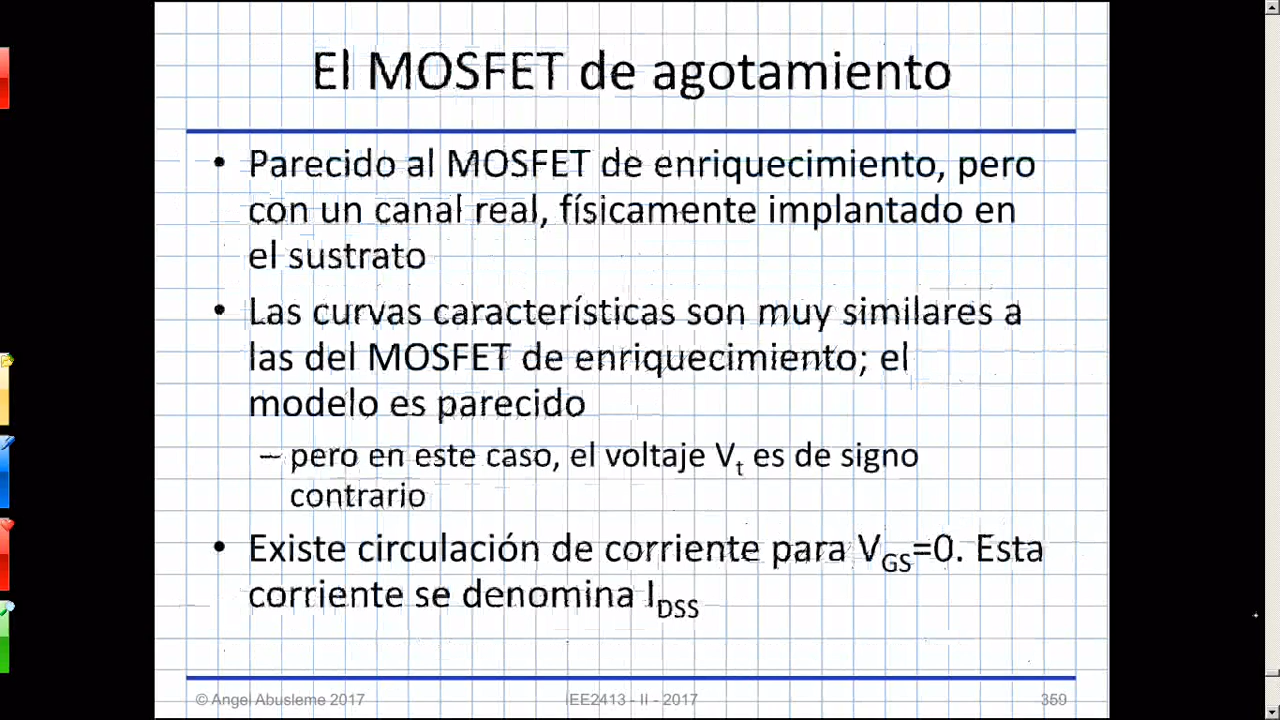 El MOSFET de agotamiento
• Parecido al MOSFET de enriquecimiento, pero
con un canal real, físicamente implantado en
el sustrato
• Las curvas características son muy similares a
las del MOSFET de enriquecimiento; el
modelo es parecido
– pero en este caso, el voltaje Vt es de signo
contrario
• Existe circulación de corriente para VGS=0. Esta
corriente se denomina IDSS
© Angel Abusleme 2017 IEE2413 - II - 2017 359